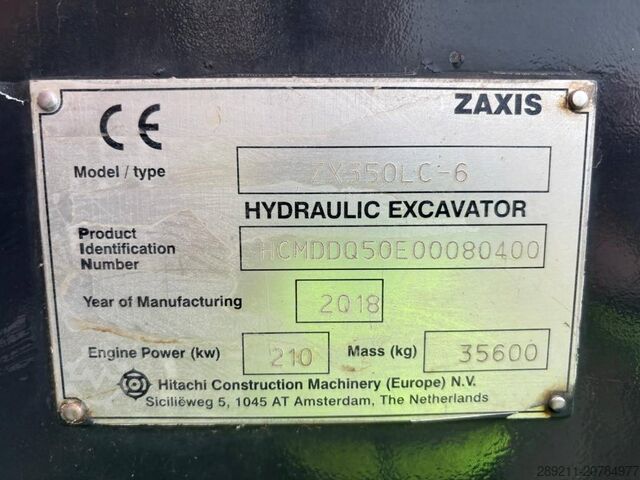 CE
ZAXIS
Model / type ZX350LC-6
HYDRAULIC EXCAVATOR
Product
Identification HCMDDQ50E00080400
Number
Year of Manufacturing 2018
Engine Power (kw) 210 Mass (kg) 35600
Hitachi Construction Machinery (Europe) N.V.
Siciliëweg 5, 1045 AT Amsterdam, The Netherlands
289211-20784977